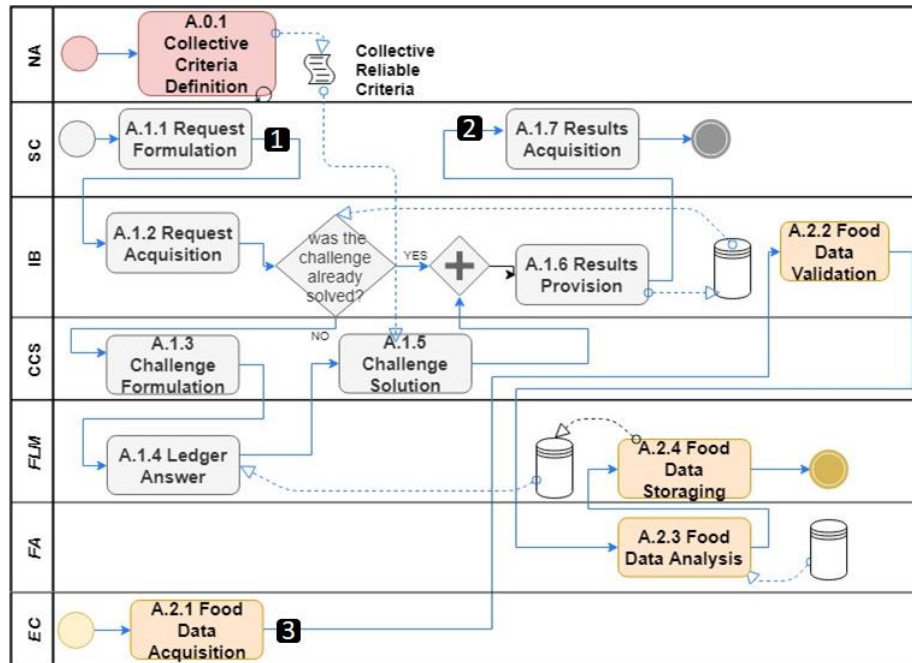 NA
A.0.1
Collective
Criteria
Definition
Collective
Reliable
Criteria
SC
A.1.1 Request
Formulation
1
2
A.1.7 Results
Acquisition
IB
A.1.2 Request
Acquisition
was the
challenge
already
solved?
YES
NO
A.1.6 Results
Provision
A.2.2 Food
Data
Validation
CCS
A.1.3
Challenge
Formulation
A.1.5
Challenge
Solution
FLM
A.1.4 Ledger
Answer
A.2.4 Food
Data
Storaging
FA
A.2.3 Food
Data Analysis
EC
A.2.1 Food
Data
Acquisition
3